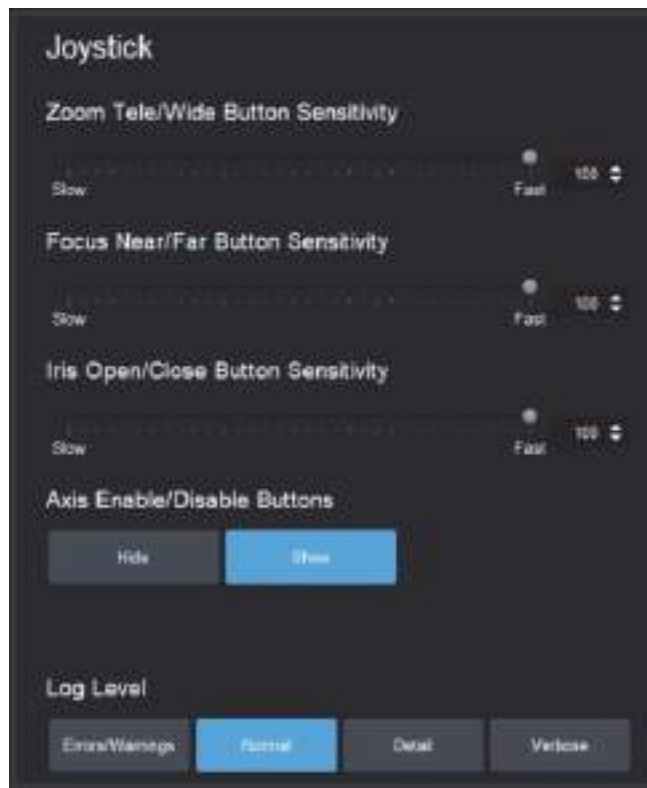 Joystick
Zoom Tele/Wide Button Sensitivity
100
Slow Fast
Focus Near/Far Button Sensitivity
100
Slow Fast
Iris Open/Close Button Sensitivity
100
Slow Fast
Axis Enable/Disable Buttons
Hide Show
Log Level
Errors/Warnings Normal Detail Verbose